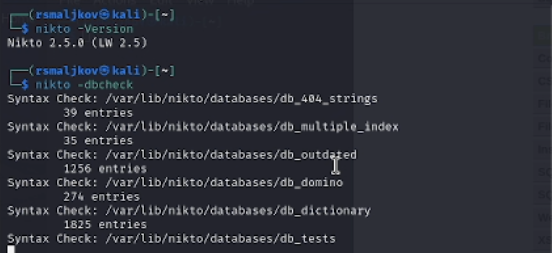 ┌──(rsmaljkov㉿kali)-[~]
└─$ nikto -Version
Nikto 2.5.0 (LW 2.5)
┌──(rsmaljkov㉿kali)-[~]
└─$ nikto -dbcheck
Syntax Check: /var/lib/nikto/databases/db_404_strings
39 entries
Syntax Check: /var/lib/nikto/databases/db_multiple_index
35 entries
Syntax Check: /var/lib/nikto/databases/db_outdated
1256 entries
Syntax Check: /var/lib/nikto/databases/db_domino
274 entries
Syntax Check: /var/lib/nikto/databases/db_dictionary
1825 entries
Syntax Check: /var/lib/nikto/databases/db_tests